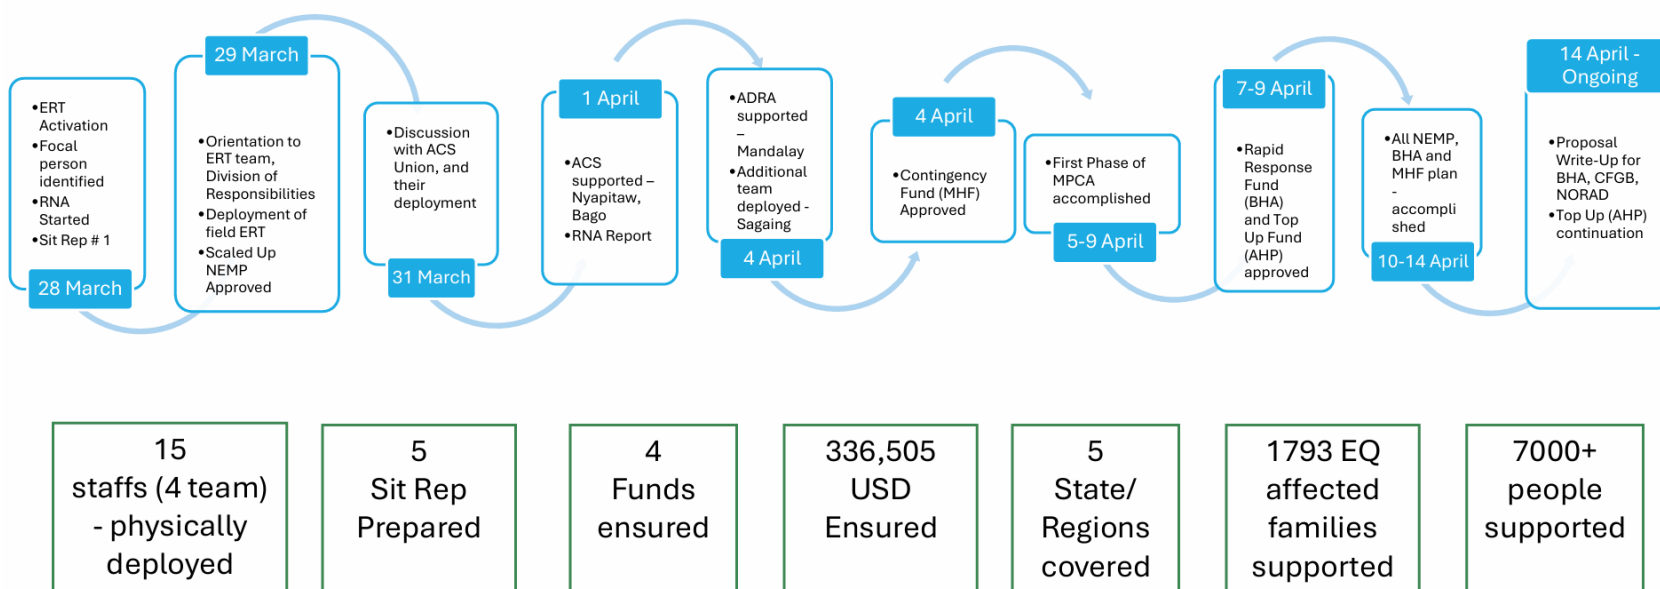 •ERT
Activation
•Focal
person
identified
•RNA
Started
•Sit Rep # 1
28 March
29 March
•Orientation to
ERT team,
Division of
Responsibilities
•Deployment of
field ERT
•Scaled Up
NEMP
Approved
•Discussion
with ACS
Union, and
their
deployment
31 March
1 April
•ACS
supported –
Nyapitaw,
Bago
•RNA Report
•ADRA
supported
–
Mandalay
•Additional
team
deployed -
Sagaing
4 April
4 April
•Contingency
Fund (MHF)
Approved
•First Phase of
MPCA
accomplished
5-9 April
7-9 April
•Rapid
Response
Fund
(BHA)
and Top
Up Fund
(AHP)
approved
•All NEMP,
BHA and
MHF plan
-
accompli
shed
10-14 April
14 April -
Ongoing
•Proposal
Write-Up for
BHA, CFGB,
NORAD
•Top Up (AHP)
continuation
15
staffs (4 team)
- physically
deployed
5
Sit Rep
Prepared
4
Funds
ensured
336,505
USD
Ensured
5
State/
Regions
covered
1793 EQ
affected
families
supported
7000+
people
supported